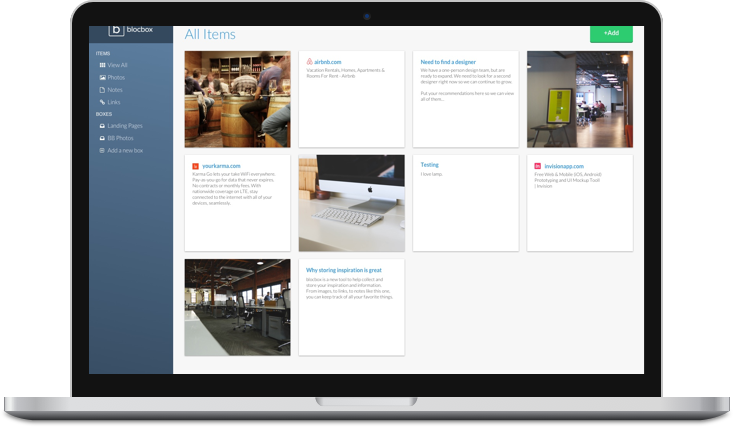 b blocbox
All Items
+Add
ITEMS
View All
Photos
Notes
Links
BOXES
Landing Pages
BB Photos
Add a new box
airbnb.com
Vacation Rentals, Homes, Apartments &
Rooms For Rent - Airbnb
Need to find a designer
We have a one-person design team, but are
ready to expand. We need to look for a second
designer right now so we can continue to grow.
Put your recommendations here so we can view
all of them...
yourkarma.com
Karma Go lets your take WiFi everywhere.
Pay-as-you-go for data that never expires.
No contracts or monthly fees. With
nationwide coverage on LTE, stay
connected to the internet with all of your
devices, seamlessly.
Testing
I love lamp.
in invisionapp.com
Free Web & Mobile (iOS, Android)
Prototyping and UI Mockup Tool
| InVision
Why storing inspiration is great
Blocbox is a new tool to help collect and
store your inspiration and information.
From images, to links, to notes like this one,
you can keep track of all your favorite things.